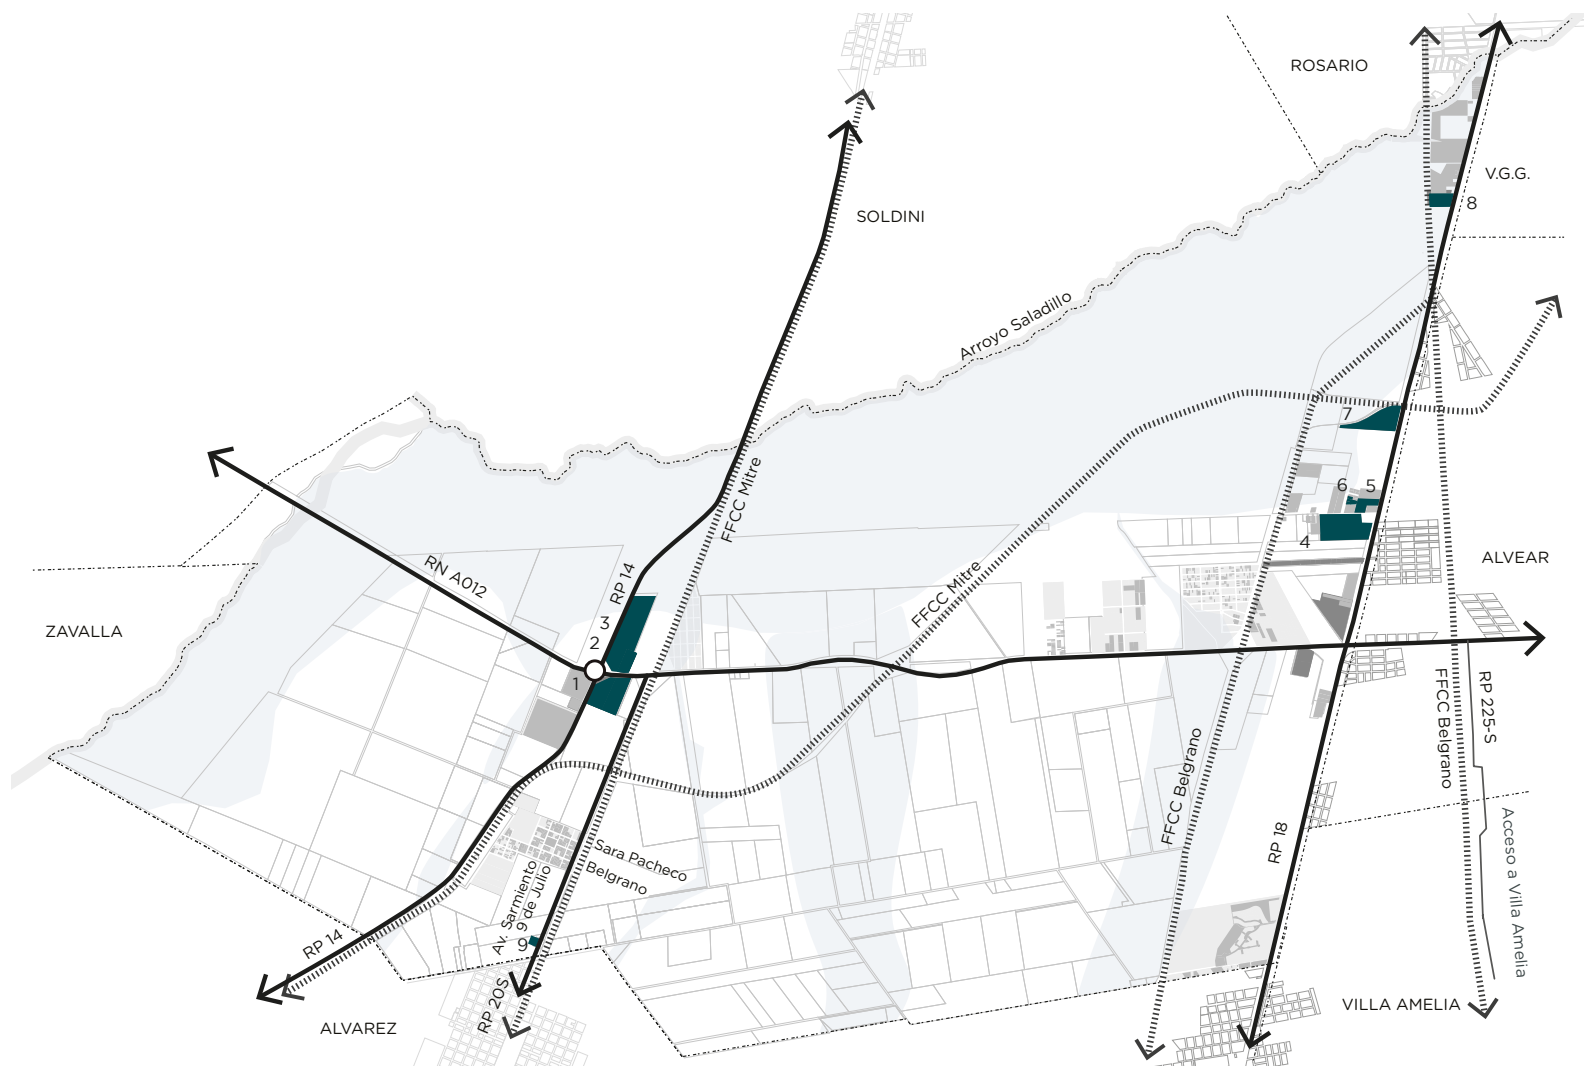 ROSARIO
V.G.G.
8
SOLDINI
Arroyo Saladillo
7
FFCC Mitre
6
5
4
ALVEAR
RN A012
RP 14
FFCC Mitre
3
ZAVALLA
2
1
FFCC Belgrano
RP 225-S
FFCC Belgrano
RP 18
Acceso a Villa Amelia
Sara Pacheco
Belgrano
Av. Sarmiento
9 de Julio
9
RP 14
RP 20S
ALVAREZ
VILLA AMELIA